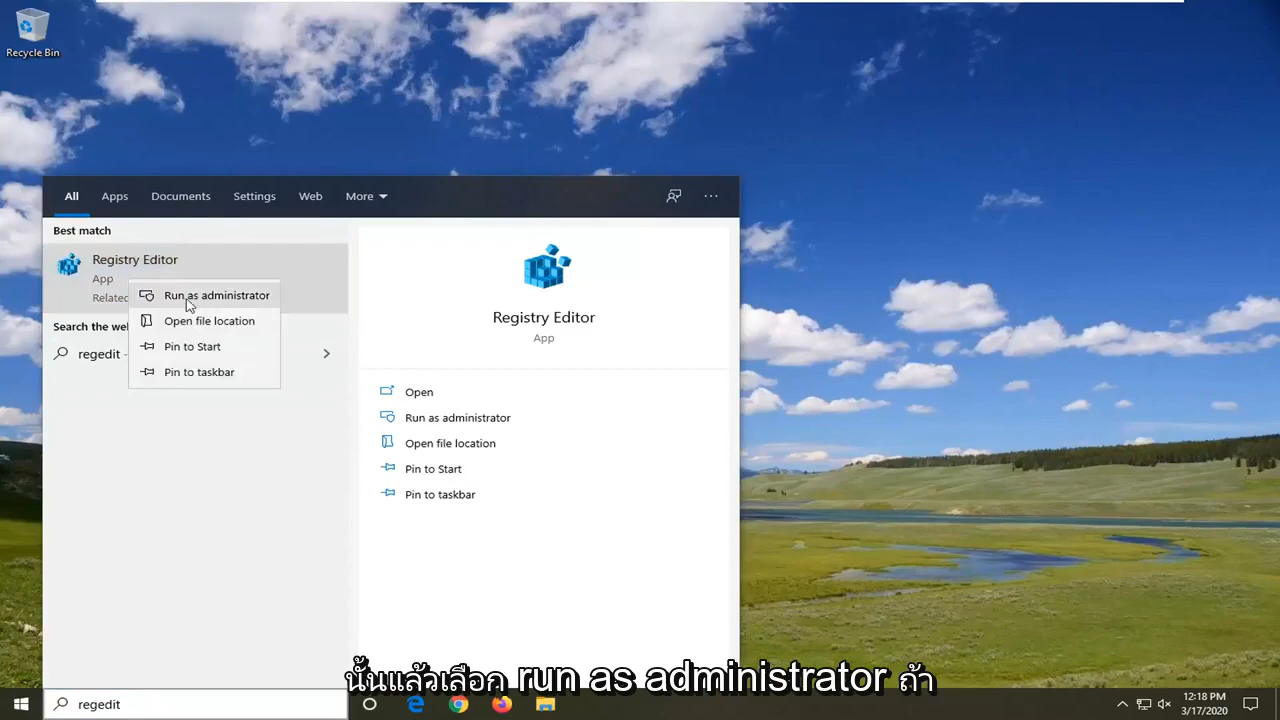 Recycle Bin
All
Apps
Documents
Settings
Web
More
Best match
Registry Editor
App
Related
Run as administrator
Open file location
Pin to Start
Pin to taskbar
Search the we
regedit -
Registry Editor
App
Open
Run as administrator
Open file location
Pin to Start
Pin to taskbar
นั้นแล้วเลือก run as administrator ถ้า
regedit
12:18 PM
3/17/2020